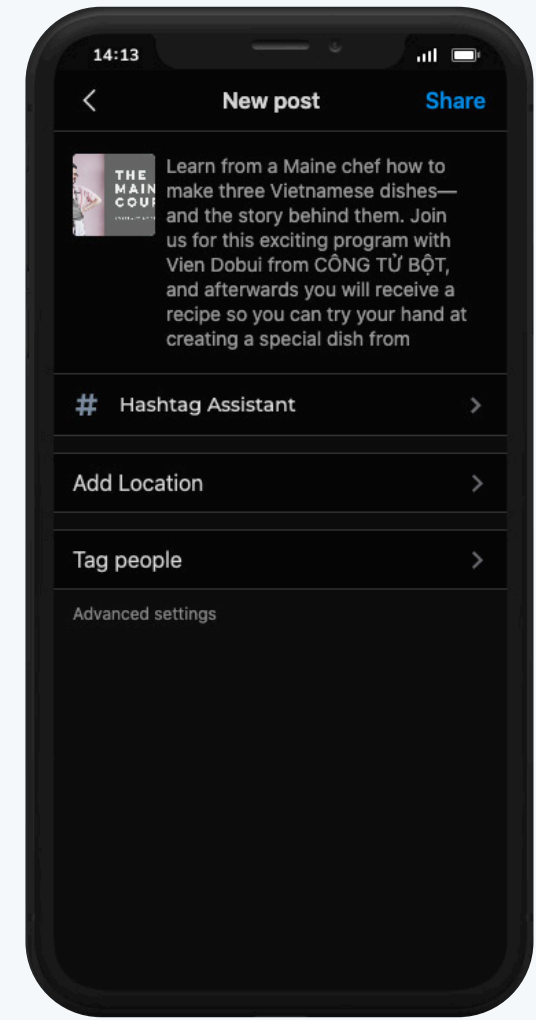 14:13
New post
Share
THE
MAIN
COU
Learn from a Maine chef how to
make three Vietnamese dishes—
and the story behind them. Join
us for this exciting program with
Vien Dobui from CÔNG TỬ BỘT,
and afterwards you will receive a
recipe so you can try your hand at
creating a special dish from
# Hashtag Assistant
Add Location
Tag people
Advanced settings